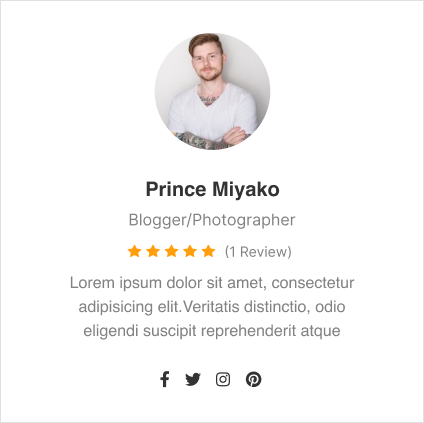 Prince Miyako
Blogger/Photographer
(1 Review)
Lorem ipsum dolor sit amet, consectetur
adipisicing elit.Veritatis distinctio, odio
eligendi suscipit reprehenderit atque